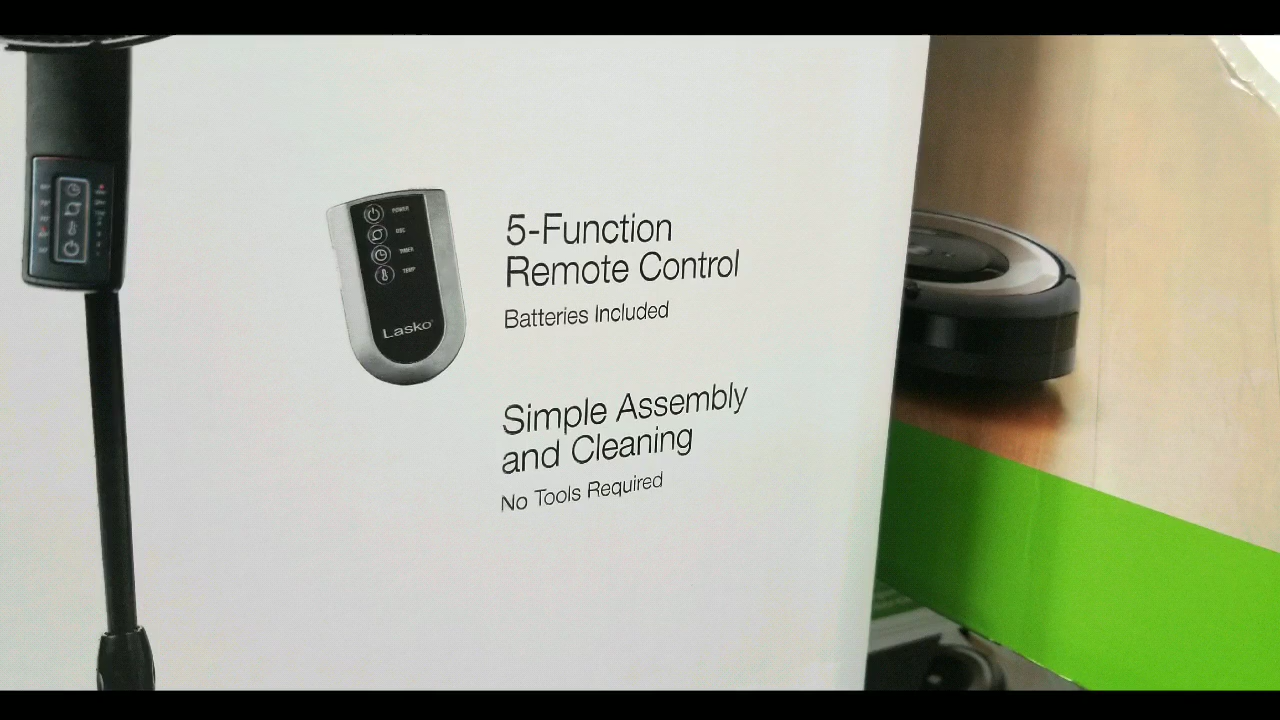 POWER
OSC
TIMER
TEMP
Lasko
5-Function
Remote Control
Batteries Included
Simple Assembly
and Cleaning
No Tools Required